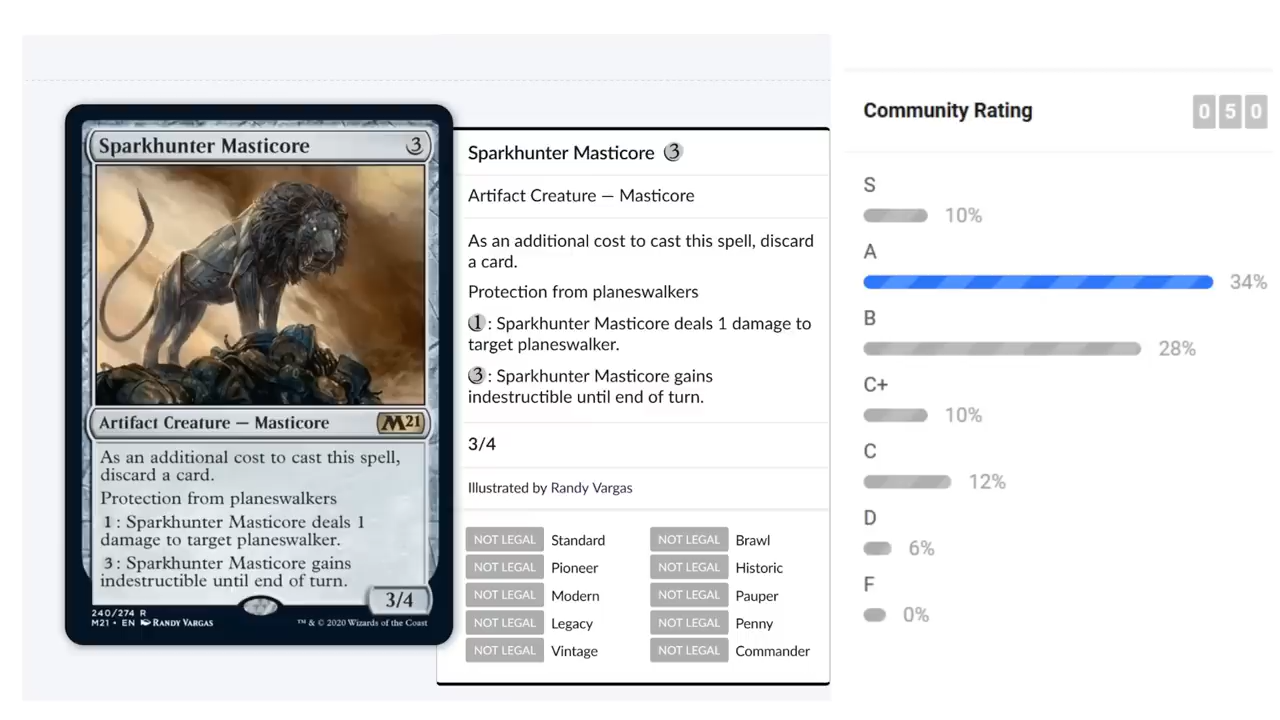 Sparkhunter Masticore 3
Artifact Creature — Masticore
M21
As an additional cost to cast this spell,
discard a card.
Protection from planeswalkers
1: Sparkhunter Masticore deals 1
damage to target planeswalker.
3: Sparkhunter Masticore gains
indestructible until end of turn.
3/4
240/274 R
M21 • EN RANDY VARGAS
™ & © 2020 Wizards of the Coast
Sparkhunter Masticore 3
Artifact Creature — Masticore
As an additional cost to cast this spell, discard
a card.
Protection from planeswalkers
1: Sparkhunter Masticore deals 1 damage to
target planeswalker.
3: Sparkhunter Masticore gains
indestructible until end of turn.
3/4
Illustrated by Randy Vargas
NOT LEGAL Standard NOT LEGAL Brawl
NOT LEGAL Pioneer NOT LEGAL Historic
NOT LEGAL Modern NOT LEGAL Pauper
NOT LEGAL Legacy NOT LEGAL Penny
NOT LEGAL Vintage NOT LEGAL Commander
Community Rating 0 5 0
S
10%
A
34%
B
28%
C+
10%
C
12%
D
6%
F
0%